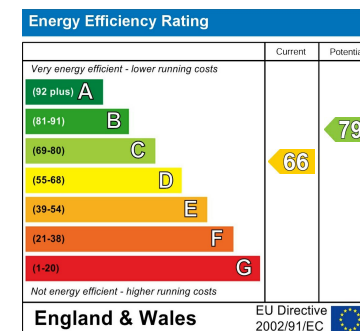 Energy Efficiency Rating
Current
Very energy efficient - lower running costs
(92 plus) A
(81-91) B
79
(69-80) C
66
(55-68) D
(39-54) E
(21-38) F
(1-20) G
Not energy efficient - higher running costs
England & Wales
EU Directive
2002/91/EC